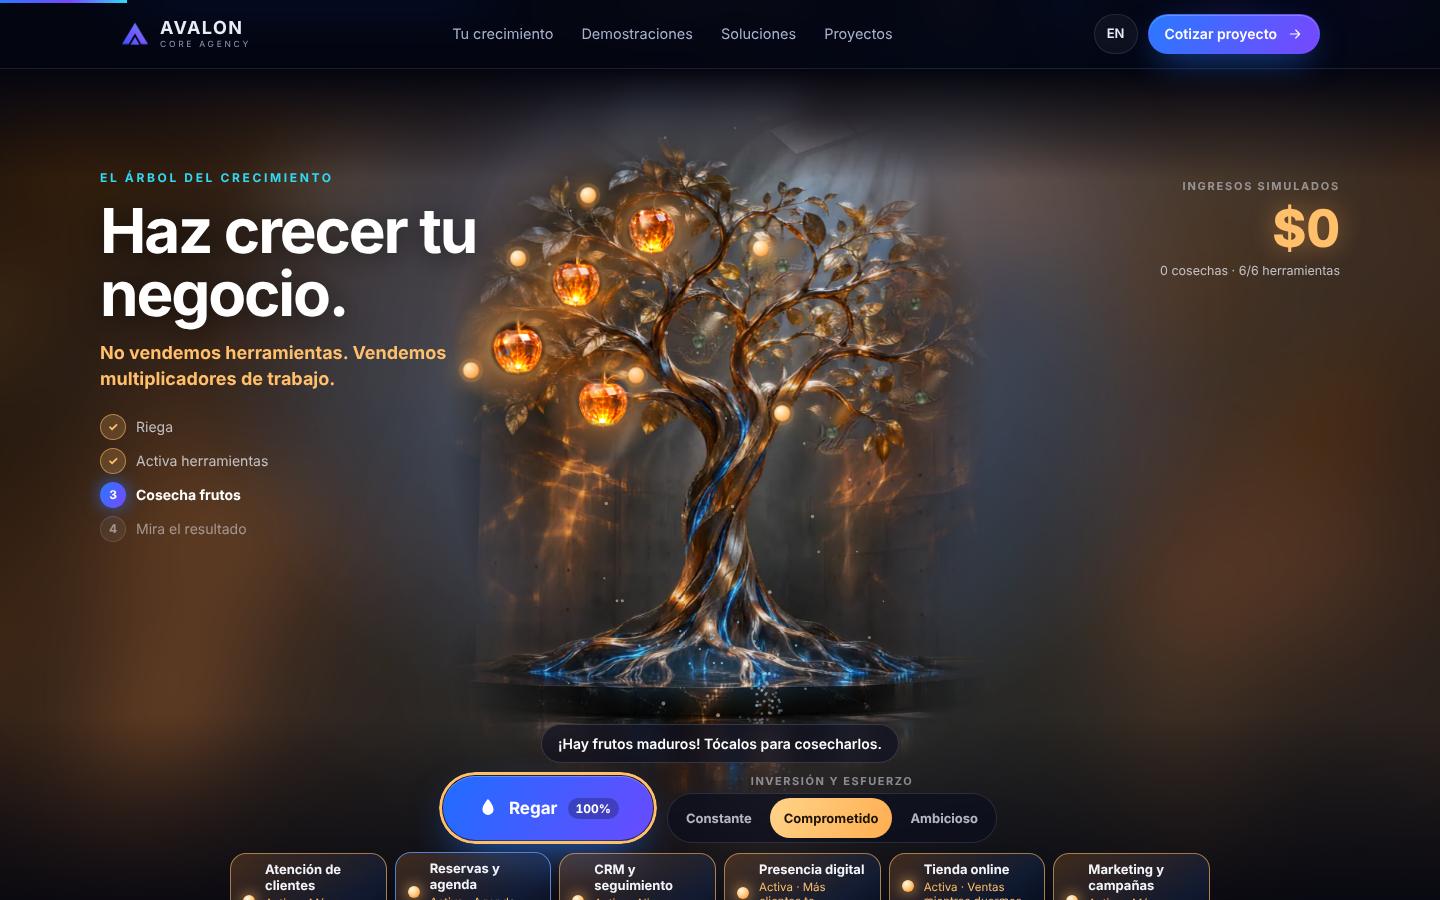 AVALON
CORE AGENCY
Tu crecimiento
Demostraciones
Soluciones
Proyectos
EN
Cotizar proyecto →
EL ÁRBOL DEL CRECIMIENTO
Haz crecer tu
negocio.
No vendemos herramientas. Vendemos
multiplicadores de trabajo.
Riega
Activa herramientas
3 Cosecha frutos
4 Mira el resultado
INGRESOS SIMULADOS
$0
0 cosechas · 6/6 herramientas
¡Hay frutos maduros! Tócalos para cosecharlos.
Regar 100%
INVERSIÓN Y ESFUERZO
Constante
Comprometido
Ambicioso
Atención de
clientes
Reservas y
agenda
CRM y
seguimiento
Presencia digital
Activa · Más
Tienda online
Activa · Ventas
Marketing y
campañas